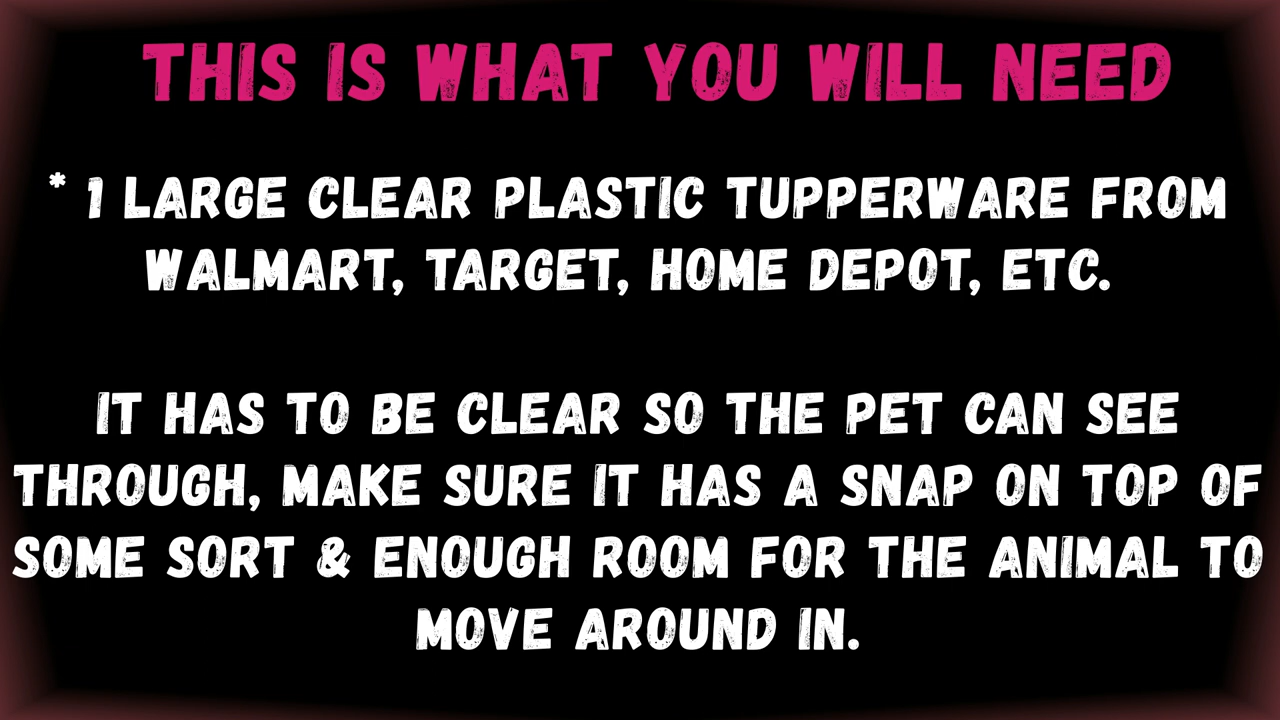 THIS IS WHAT YOU WILL NEED
* 1 LARGE CLEAR PLASTIC TUPPERWARE FROM
WALMART, TARGET, HOME DEPOT, ETC.
IT HAS TO BE CLEAR SO THE PET CAN SEE
THROUGH, MAKE SURE IT HAS A SNAP ON TOP OF
SOME SORT & ENOUGH ROOM FOR THE ANIMAL TO
MOVE AROUND IN.